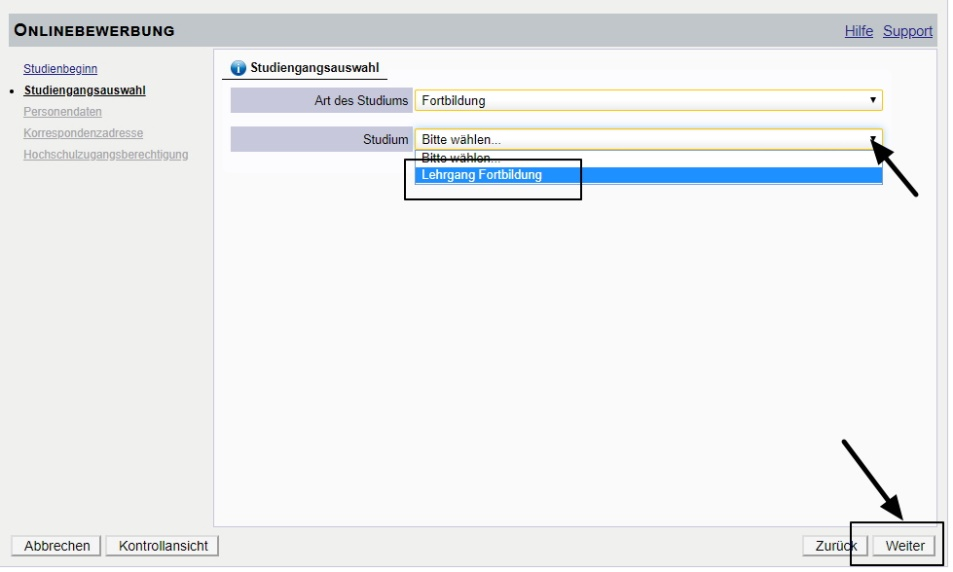 ONLINEBEWERBUNG
Hilfe Support
Studienbeginn
Studiengangsauswahl
Personendaten
Korrespondenzadresse
Hochschulzugangsberechtigung
Studiengangsauswahl
Art des Studiums Fortbildung
Studium Bitte wählen...
Bitte wählen...
Lehrgang Fortbildung
Abbrechen Kontrollansicht Zurück Weiter